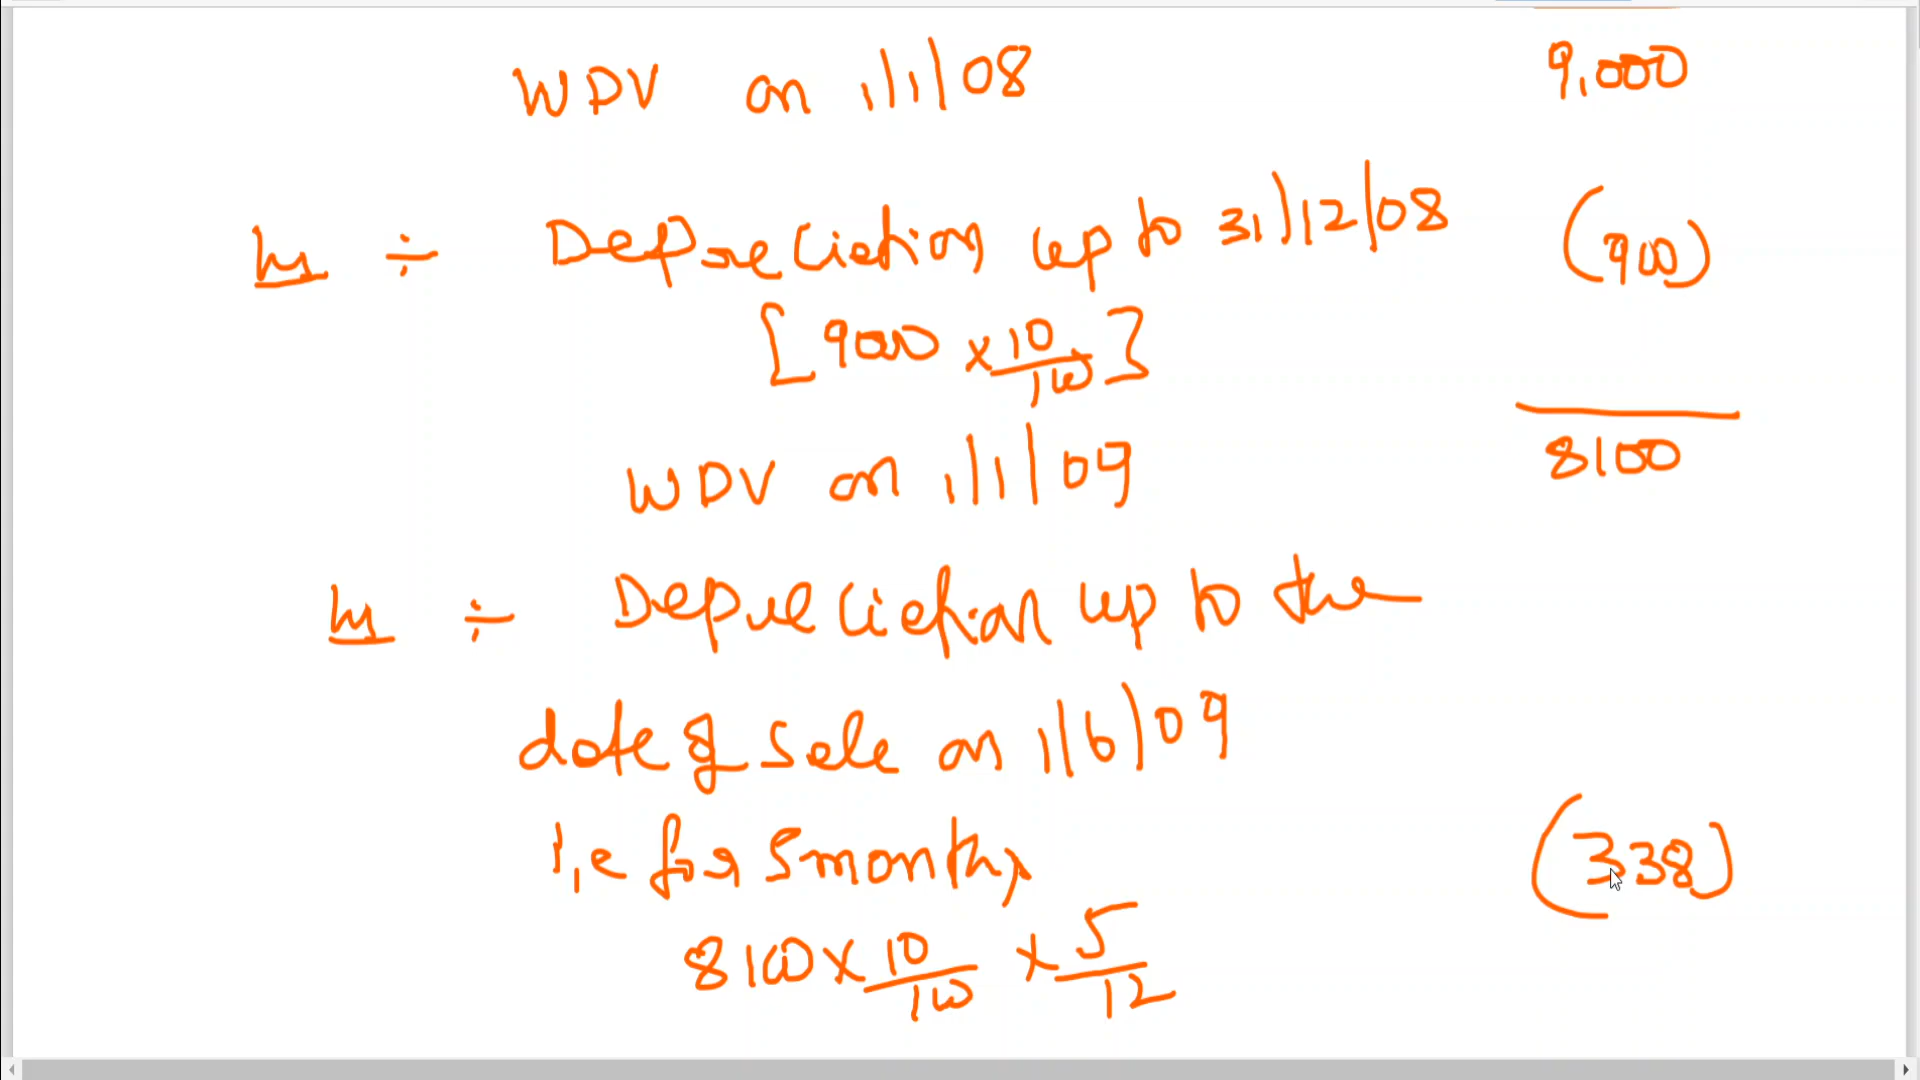 WDV on 1/1/08 9,000
less ÷ Depreciation up to 31/12/08 (900)
[9000 × 10/100]
WDV on 1/1/09 8100
less ÷ Depreciation up to the
date of sale on 1/6/09
i,e for 5 months (338)
8100 × 10/100 × 5/12